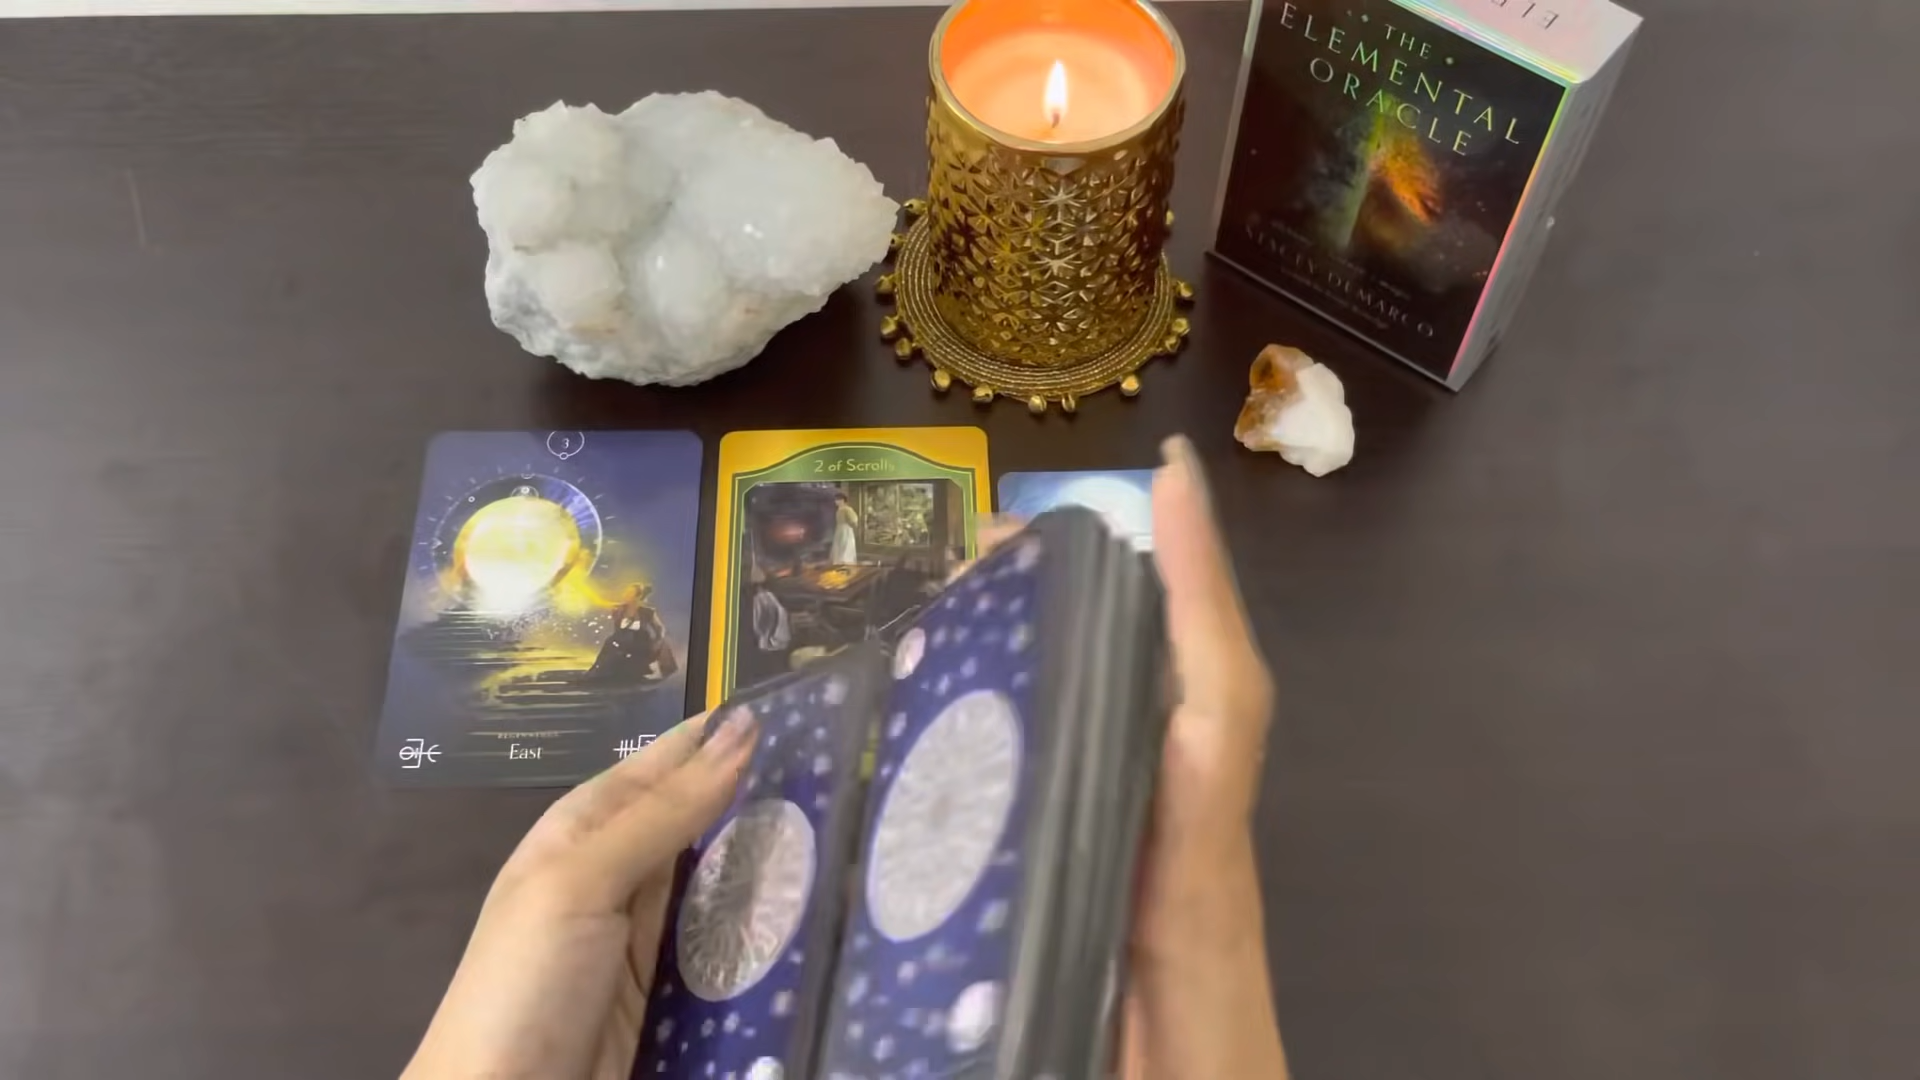 THE
ELEMENTAL
ORACLE
STACEY DEMARCO
3
2 of Scrolls
East